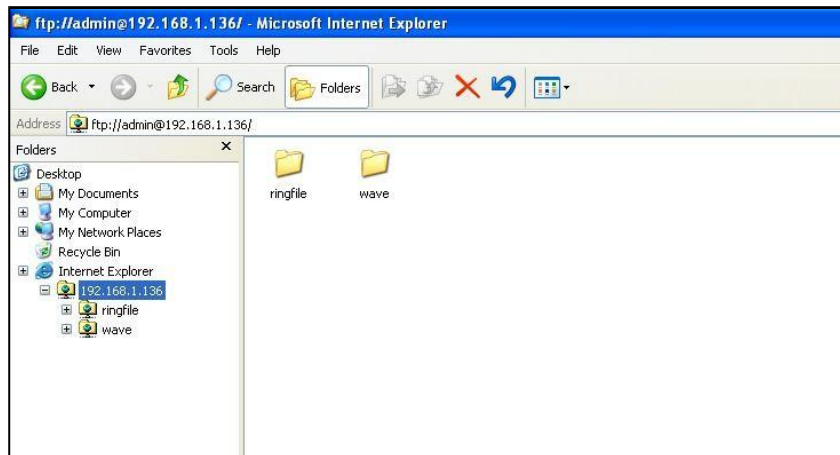 ftp://admin@192.168.1.136/ - Microsoft Internet Explorer
File Edit View Favorites Tools Help
Back Search Folders
Address ftp://admin@192.168.1.136/
Folders x
Desktop
My Documents
My Computer
My Network Places
Recycle Bin
Internet Explorer
192.168.1.136
ringfile
wave
ringfile wave